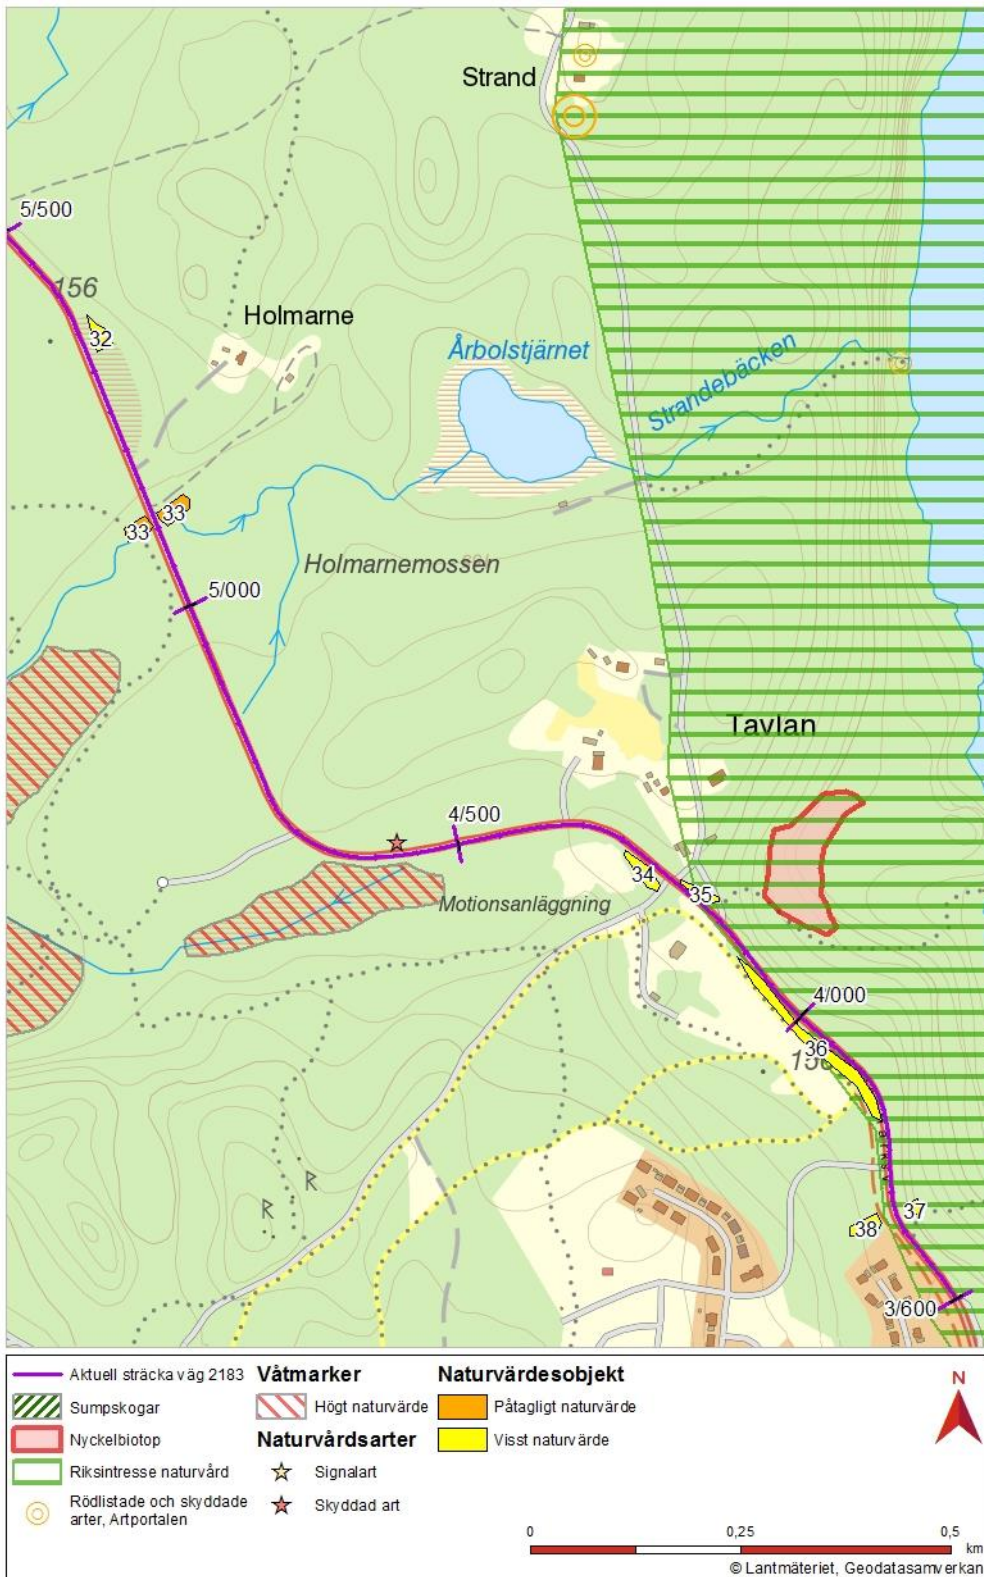 Strand
5/500
156
32
Holmarne
Årbolstjärnet
Strandebäcken
33
33
Holmarnemossen
5/000
Tavlan
4/500
34
35
Motionsanläggning
4/000
36
R
R
37
38
3/600
Aktuell sträcka väg 2183
Sumpskogar
Nyckelbiotop
Riksintresse naturvård
Rödlistade och skyddade
arter, Artportalen
Våtmarker
Högt naturvärde
Naturvårdsarter
Signalart
Skyddad art
Naturvärdesobjekt
Påtagligt naturvärde
Visst naturvärde
N
0
0,25
0,5
km
© Lantmäteriet, Geodatasamverkan